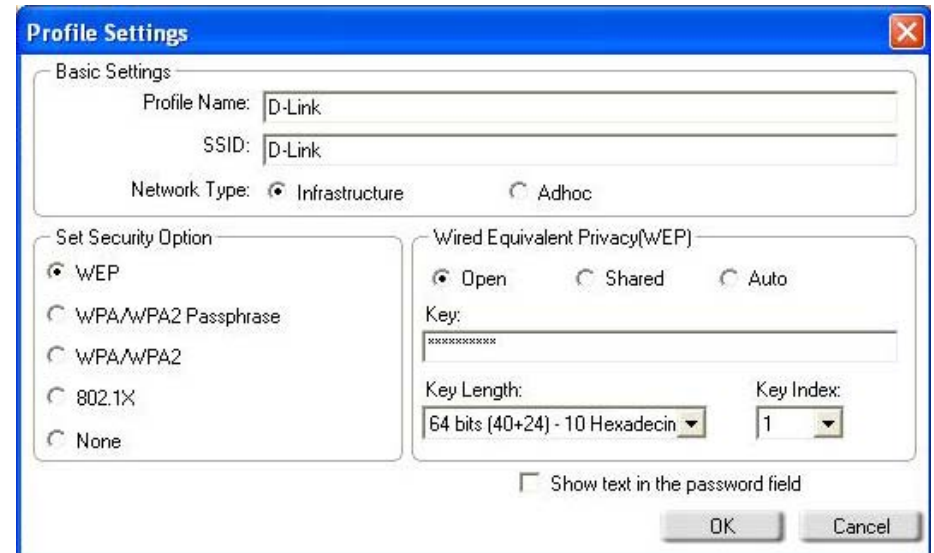 Profile Settings
Basic Settings
Profile Name: D-Link
SSID: D-Link
Network Type: Infrastructure Adhoc
Set Security Option
WEP
WPA/WPA2 Passphrase
WPA/WPA2
802.1X
None
Wired Equivalent Privacy(WEP)
Open Shared Auto
Key:
**********
Key Length: Key Index:
64 bits (40+24) - 10 Hexadecin 1
Show text in the password field
OK Cancel